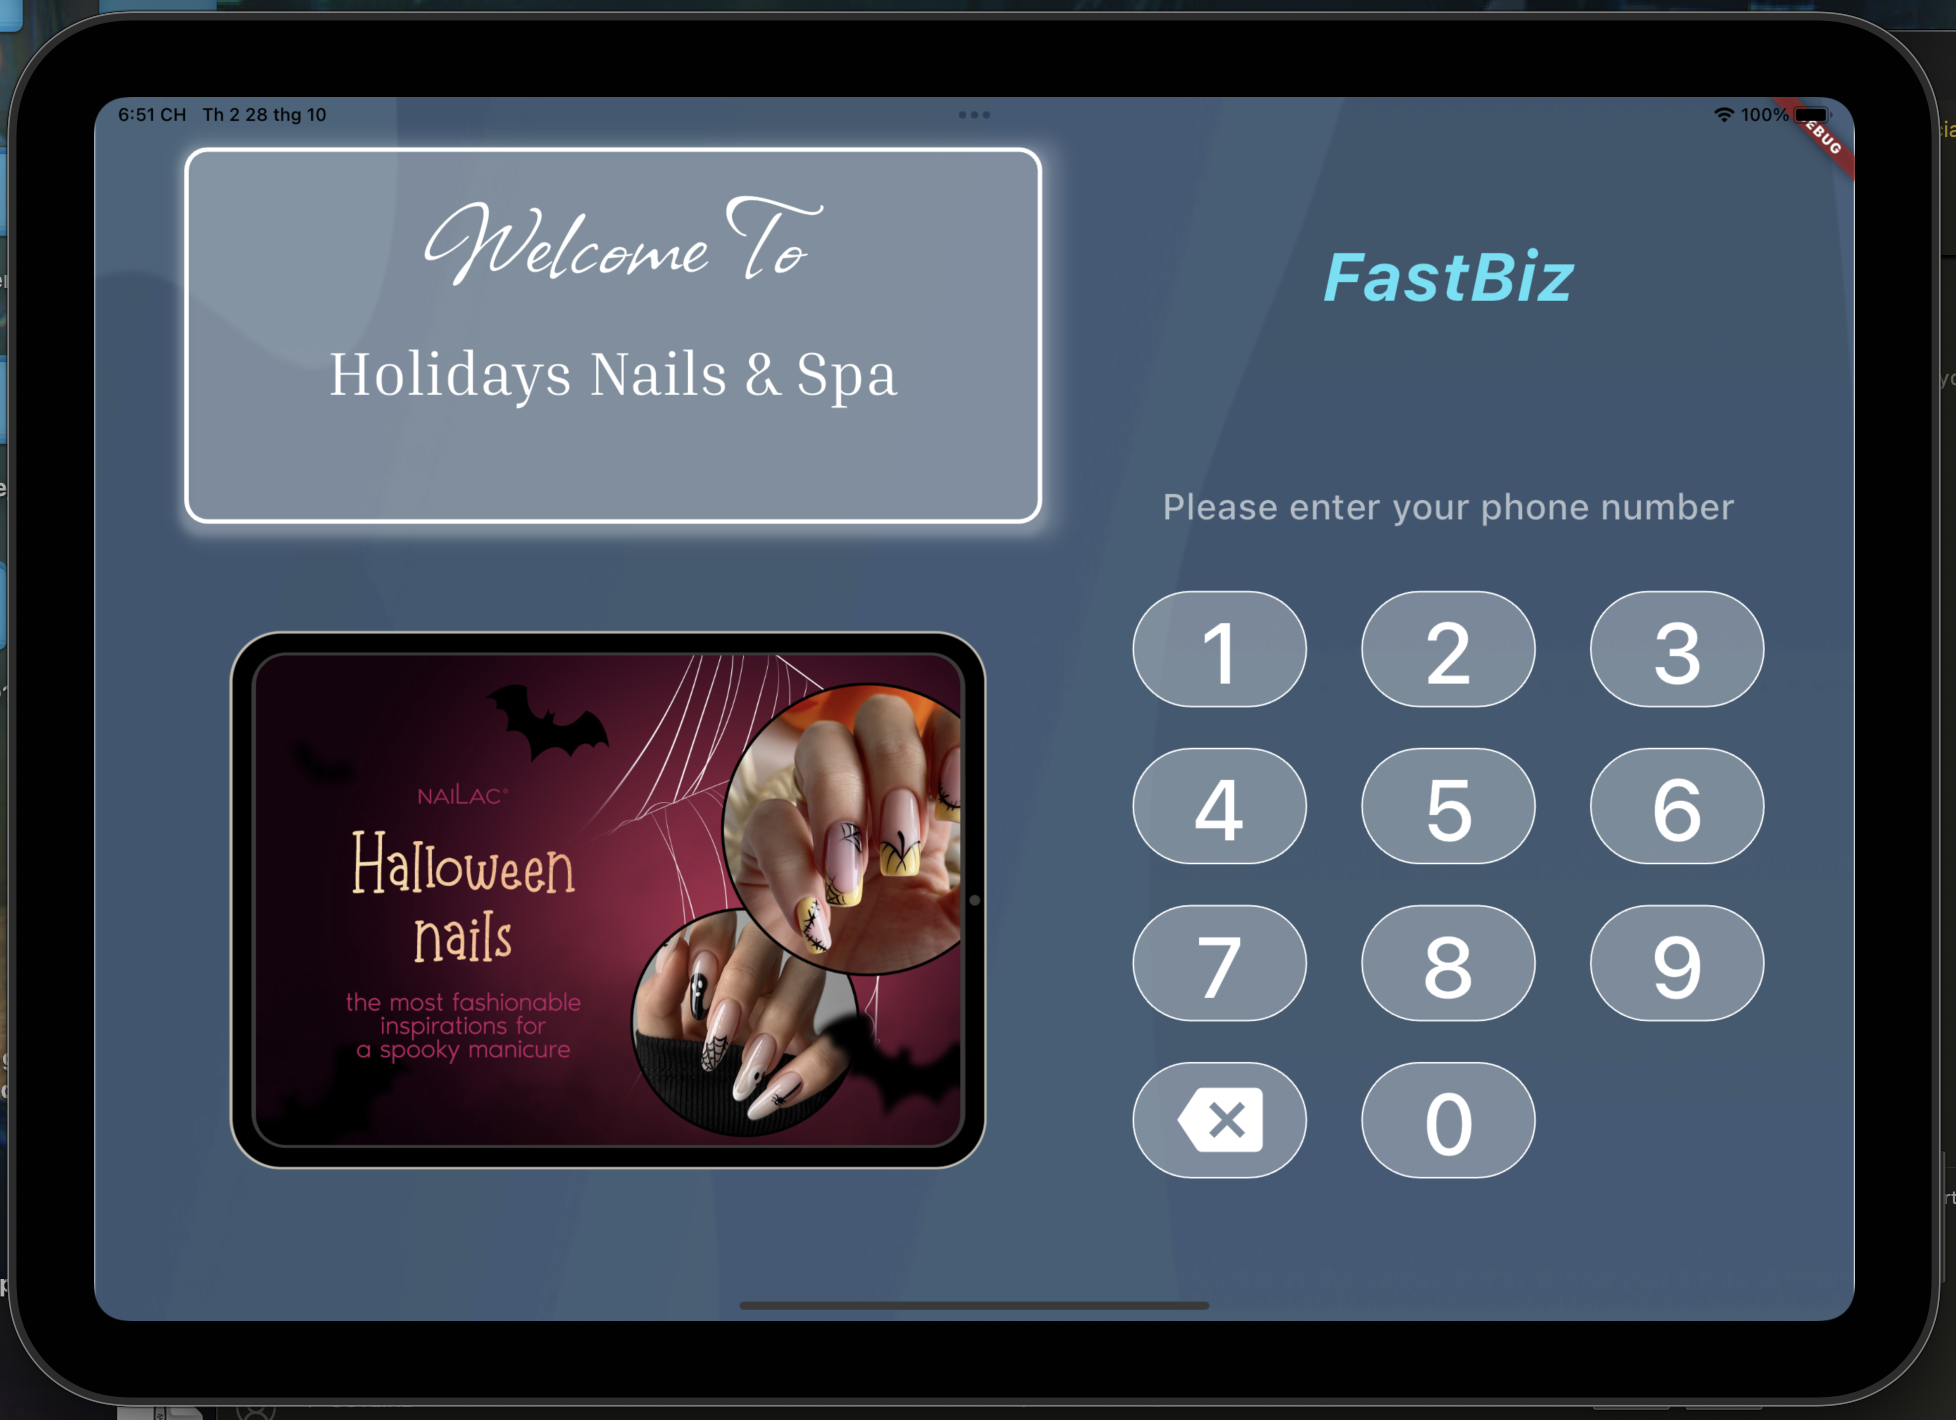 6:51 CH Th 2 28 thg 10
100%
EBUG
Welcome To
Holidays Nails & Spa
FastBiz
Please enter your phone number
1 2 3
4 5 6
7 8 9
0
NAILAC®
Halloween
nails
the most fashionable
inspirations for
a spooky manicure